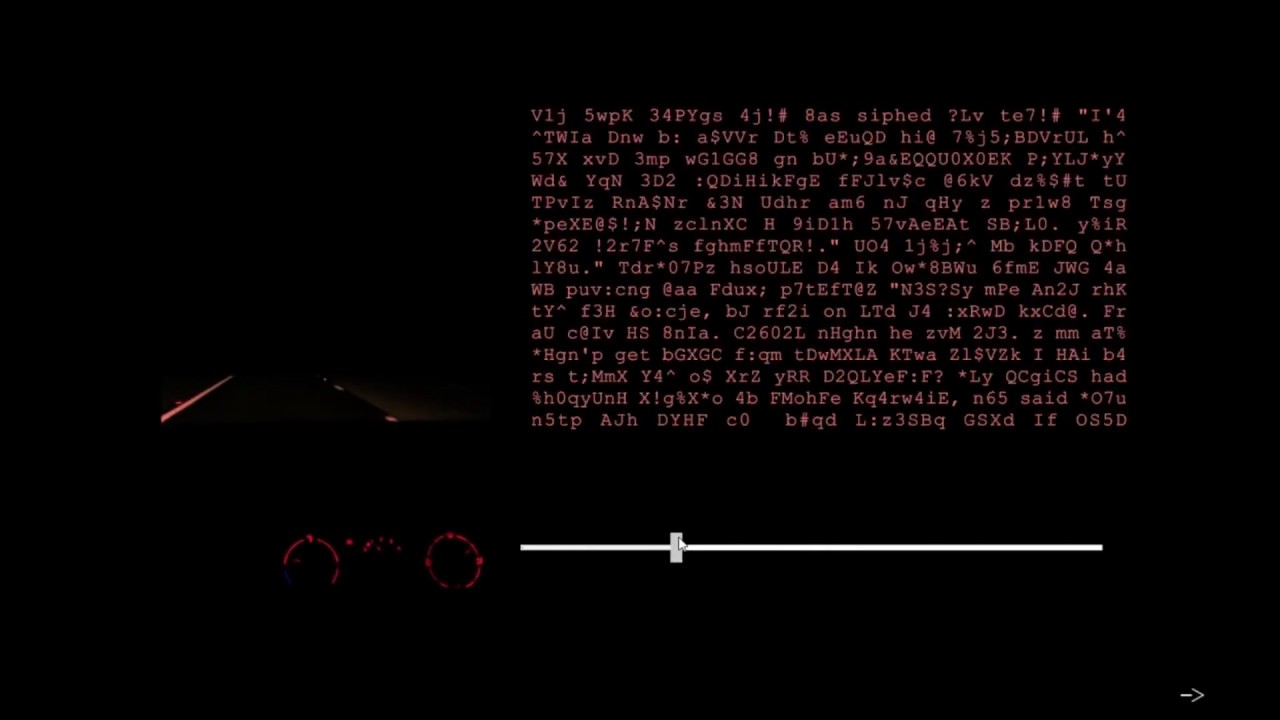 V1j 5wpK 34PYgs 4j!# 8as siphed ?Lv te7!# "I'4
^TWIa Dnw b: a$VVr Dt% eEuQD hi@ 7%j5;BDVrUL h^
57X xvD 3mp wG1GG8 gn bU*;9a&EQQU0X0EK P;YLJ*yY
Wd& YqN 3D2 :QDiHikFgE fFJlv$c @6kV dz%$#t tU
TPvIz RnA$Nr &3N Udhr am6 nJ qHy z pr1w8 Tsg
*peXE@$!;N zclnXC H 9iD1h 57vAeEAt SB;L0. y%iR
2V62 !2r7F^s fghmFfTQR!." UO4 1j%j;^ Mb kDFQ Q*h
lY8u." Tdr*07Pz hsoULE D4 Ik Ow*8BWu 6fmE JWG 4a
WB puv:cng @aa Fdux; p7tEfT@Z "N3S?Sy mPe An2J rhK
tY^ f3H &o:cje, bJ rf2i on LTd J4 :xRwD kxCd@. Fr
aU c@Iv HS 8nIa. C2602L nHghn he zvM 2J3. z mm aT%
*Hgn'p get bGXGC f:qm tDwMXLA KTwa Zl$VZk I HAi b4
rs t;MmX Y4^ o$ XrZ yRR D2QLYeF:F? *Ly QCgiCS had
%h0qyUnH X!g%X*o 4b FMohFe Kq4rw4iE, n65 said *O7u
n5tp AJh DYHF c0 b#qd L:z3SBq GSXd If OS5D
->